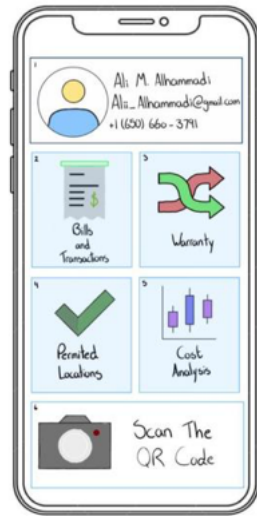 1
Ali M. Alhammadi
Alii_Alhammadi@gmail.com
+1 (650) 660-3791
2
$
Bills
and
Transactions
3
Warranty
4
Permited
Locations
5
Cost
Analysis
6
Scan The
QR Code